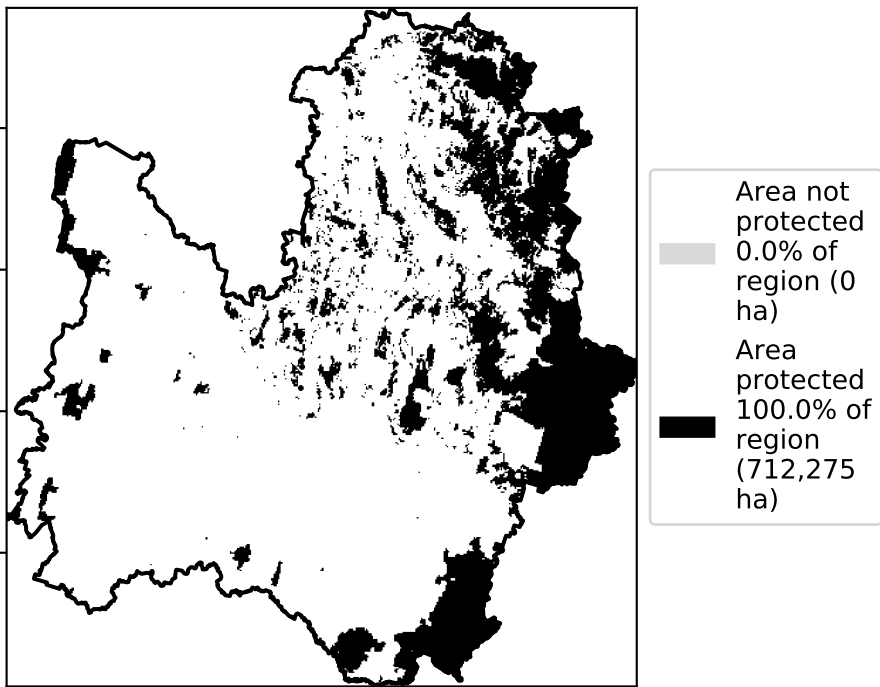 Area not
protected
0.0% of
region (0
ha)
Area
protected
100.0% of
region
(712,275
ha)